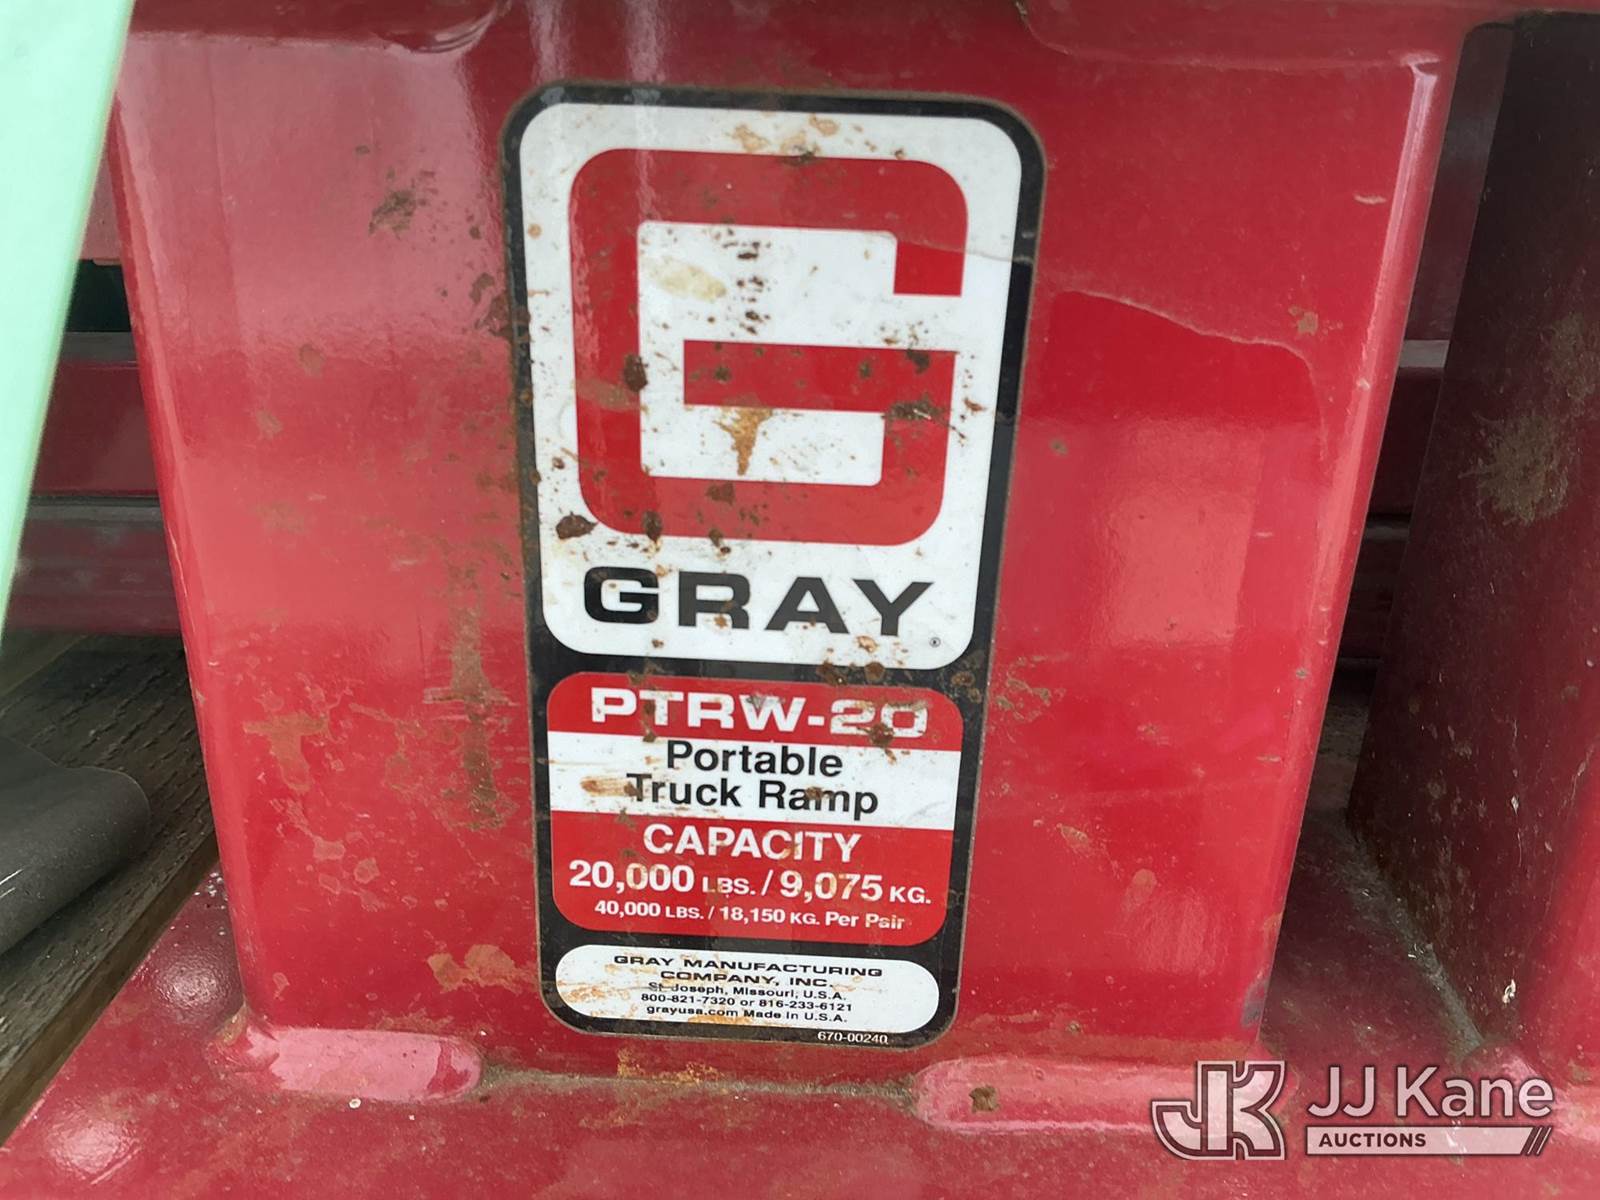 G
GRAY®
PTRW-20
Portable
Truck Ramp
CAPACITY
20,000 LBS. / 9,075 KG.
40,000 LBS. / 18,150 KG. Per Pair
GRAY MANUFACTURING
COMPANY, INC.
St. Joseph, Missouri, U.S.A.
800-821-7320 or 816-233-6121
grayusa.com Made in U.S.A.
670-00240
JK JJ Kane
AUCTIONS